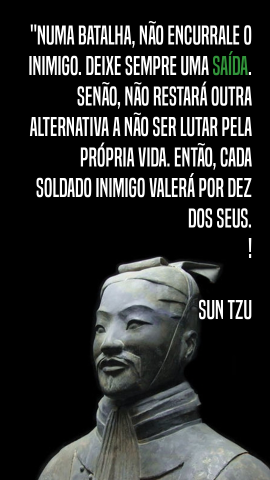 "NUMA BATALHA, NÃO ENCURRALE O
INIMIGO. DEIXE SEMPRE UMA SAÍDA.
SENÃO, NÃO RESTARÁ OUTRA
ALTERNATIVA A NÃO SER LUTAR PELA
PRÓPRIA VIDA. ENTÃO, CADA
SOLDADO INIMIGO VALERÁ POR DEZ
DOS SEUS.
!
SUN TZU